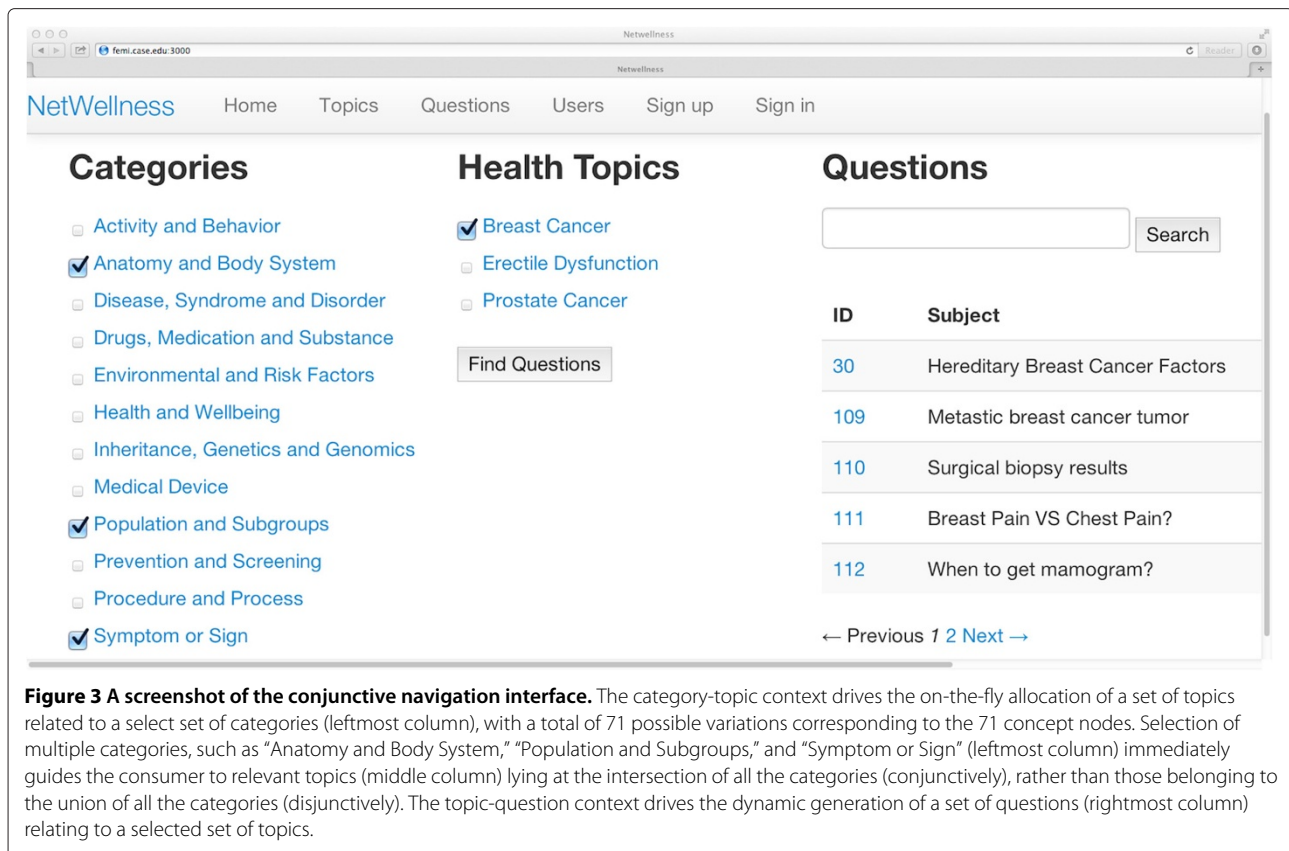 Netwellness
femi.case.edu:3000
Reader
Netwellness
NetWellness Home Topics Questions Users Sign up Sign in
Categories
Activity and Behavior
Anatomy and Body System
Disease, Syndrome and Disorder
Drugs, Medication and Substance
Environmental and Risk Factors
Health and Wellbeing
Inheritance, Genetics and Genomics
Medical Device
Population and Subgroups
Prevention and Screening
Procedure and Process
Symptom or Sign
Health Topics
Breast Cancer
Erectile Dysfunction
Prostate Cancer
Find Questions
Questions
Search
ID Subject
30 Hereditary Breast Cancer Factors
109 Metastic breast cancer tumor
110 Surgical biopsy results
111 Breast Pain VS Chest Pain?
112 When to get mamogram?
← Previous 1 2 Next →
Figure 3 A screenshot of the conjunctive navigation interface. The category-topic context drives the on-the-fly allocation of a set of topics
related to a select set of categories (leftmost column), with a total of 71 possible variations corresponding to the 71 concept nodes. Selection of
multiple categories, such as “Anatomy and Body System,” “Population and Subgroups,” and “Symptom or Sign” (leftmost column) immediately
guides the consumer to relevant topics (middle column) lying at the intersection of all the categories (conjunctively), rather than those belonging to
the union of all the categories (disjunctively). The topic-question context drives the dynamic generation of a set of questions (rightmost column)
relating to a selected set of topics.